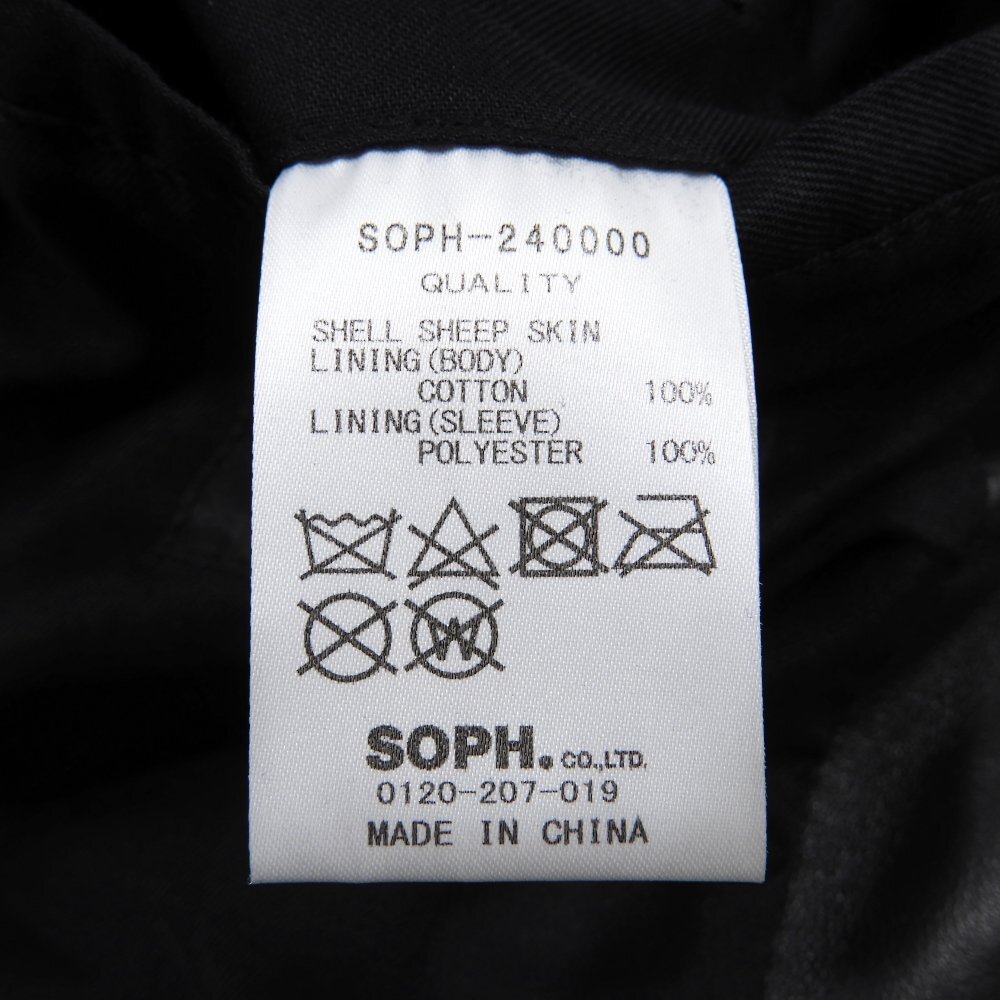 SOPH-240000
QUALITY
SHELL SHEEP SKIN
LINING(BODY)
COTTON 100%
LINING(SLEEVE)
POLYESTER 100%
W
SOPH. CO.,LTD.
0120-207-019
MADE IN CHINA